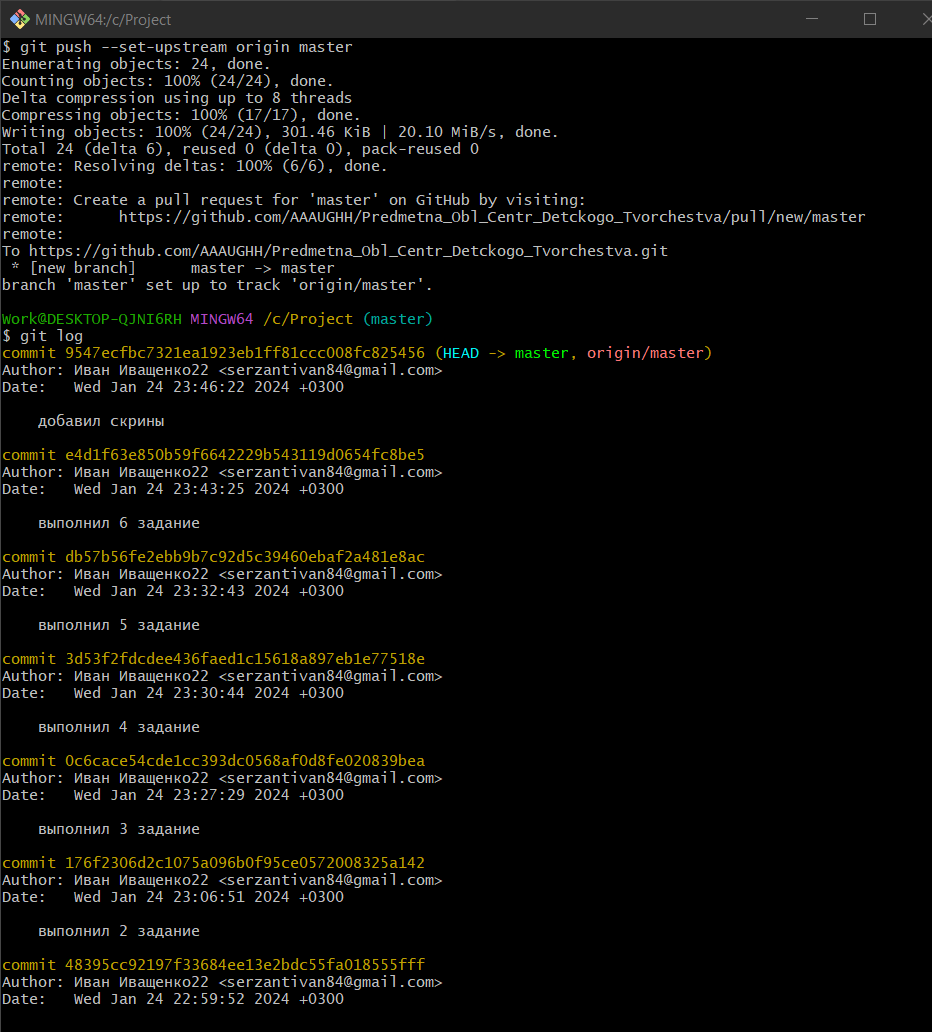 MINGW64:/c/Project
$ git push --set-upstream origin master
Enumerating objects: 24, done.
Counting objects: 100% (24/24), done.
Delta compression using up to 8 threads
Compressing objects: 100% (17/17), done.
Writing objects: 100% (24/24), 301.46 KiB | 20.10 MiB/s, done.
Total 24 (delta 6), reused 0 (delta 0), pack-reused 0
remote: Resolving deltas: 100% (6/6), done.
remote:
remote: Create a pull request for 'master' on GitHub by visiting:
remote:      https://github.com/AAAUGHH/Predmetna_Obl_Centr_Detckogo_Tvorchestva/pull/new/master
remote:
To https://github.com/AAAUGHH/Predmetna_Obl_Centr_Detckogo_Tvorchestva.git
 * [new branch]      master -> master
branch 'master' set up to track 'origin/master'.
Work@DESKTOP-QJNI6RH MINGW64 /c/Project (master)
$ git log
commit 9547ecfbc7321ea1923eb1ff81ccc008fc825456 (HEAD -> master, origin/master)
Author: Иван Иващенко22 <serzantivan84@gmail.com>
Date:   Wed Jan 24 23:46:22 2024 +0300
    добавил скрины
commit e4d1f63e850b59f6642229b543119d0654fc8be5
Author: Иван Иващенко22 <serzantivan84@gmail.com>
Date:   Wed Jan 24 23:43:25 2024 +0300
    выполнил 6 задание
commit db57b56fe2ebb9b7c92d5c39460ebaf2a481e8ac
Author: Иван Иващенко22 <serzantivan84@gmail.com>
Date:   Wed Jan 24 23:32:43 2024 +0300
    выполнил 5 задание
commit 3d53f2fdcdee436faed1c15618a897eb1e77518e
Author: Иван Иващенко22 <serzantivan84@gmail.com>
Date:   Wed Jan 24 23:30:44 2024 +0300
    выполнил 4 задание
commit 0c6cace54cde1cc393dc0568af0d8fe020839bea
Author: Иван Иващенко22 <serzantivan84@gmail.com>
Date:   Wed Jan 24 23:27:29 2024 +0300
    выполнил 3 задание
commit 176f2306d2c1075a096b0f95ce0572008325a142
Author: Иван Иващенко22 <serzantivan84@gmail.com>
Date:   Wed Jan 24 23:06:51 2024 +0300
    выполнил 2 задание
commit 48395cc92197f33684ee13e2bdc55fa018555fff
Author: Иван Иващенко22 <serzantivan84@gmail.com>
Date:   Wed Jan 24 22:59:52 2024 +0300